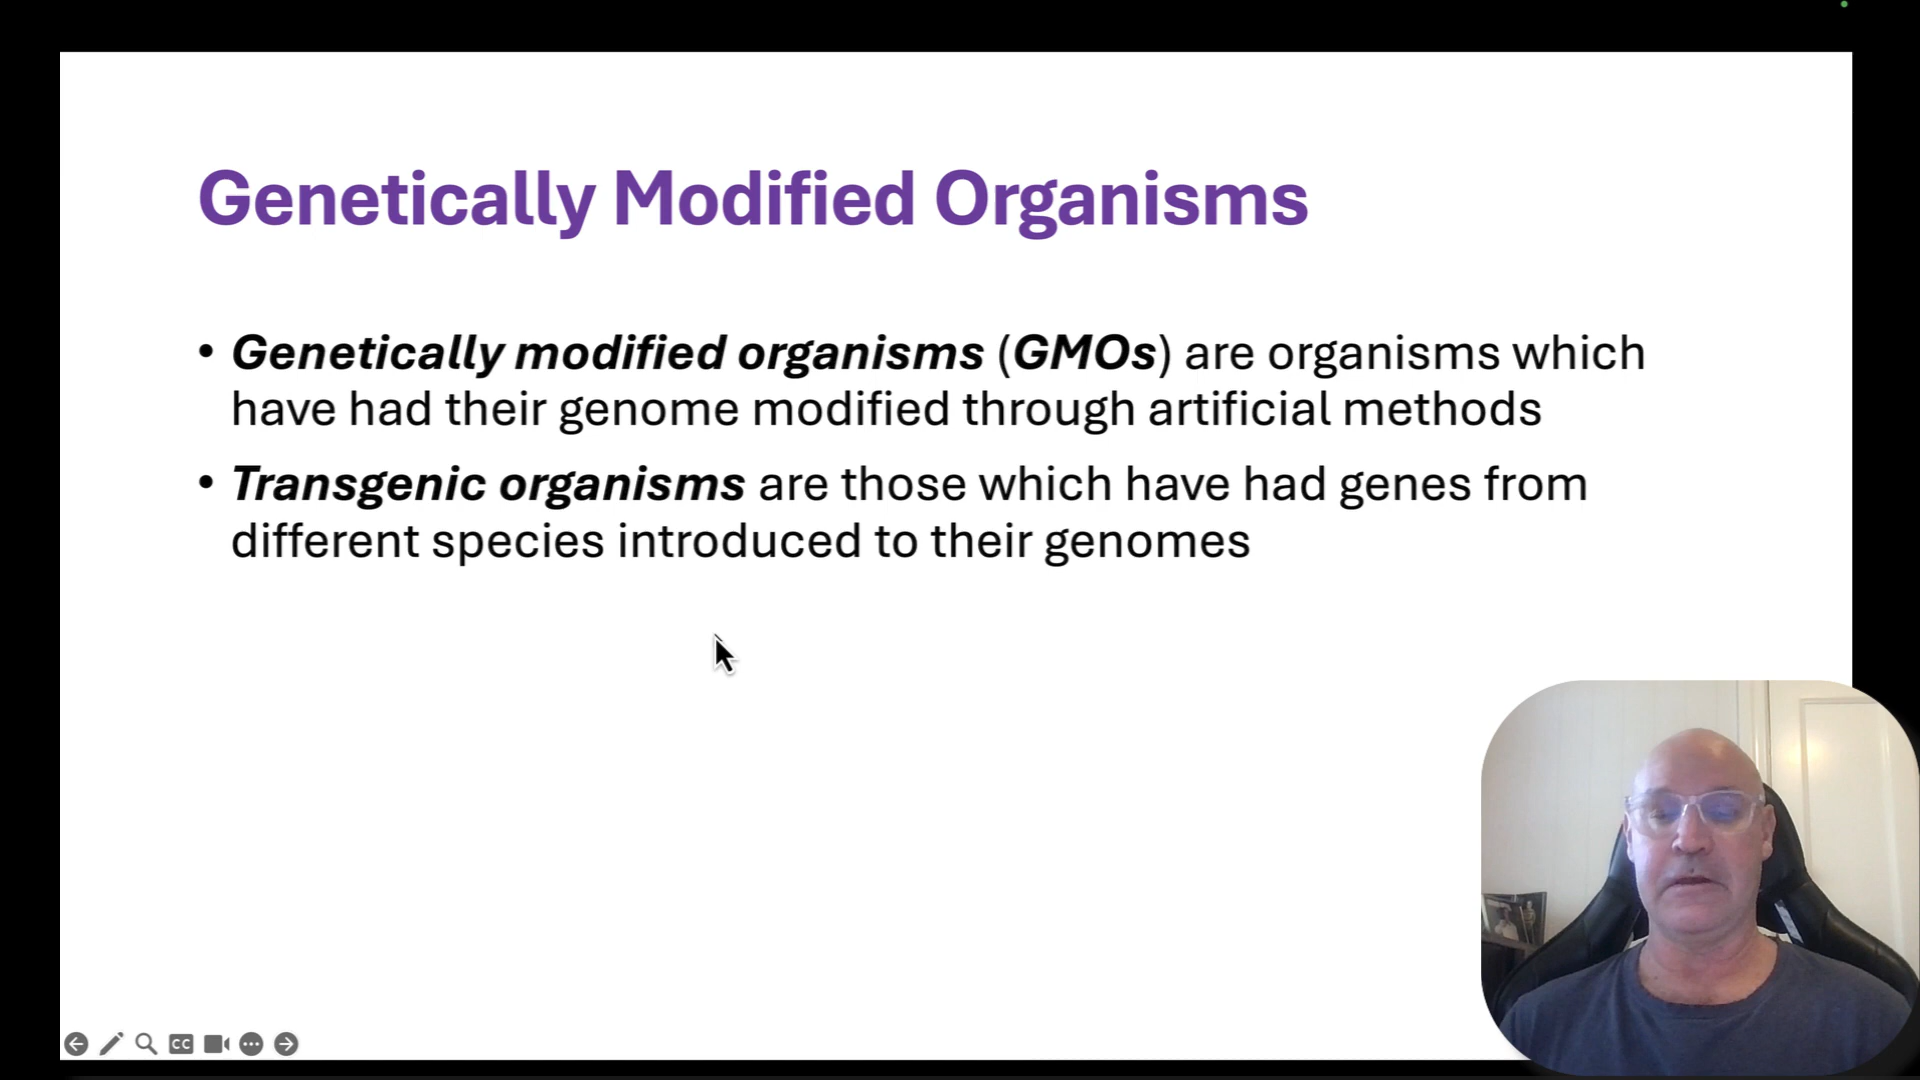 Genetically Modified Organisms
• Genetically modified organisms (GMOs) are organisms which
have had their genome modified through artificial methods
• Transgenic organisms are those which have had genes from
different species introduced to their genomes
CC